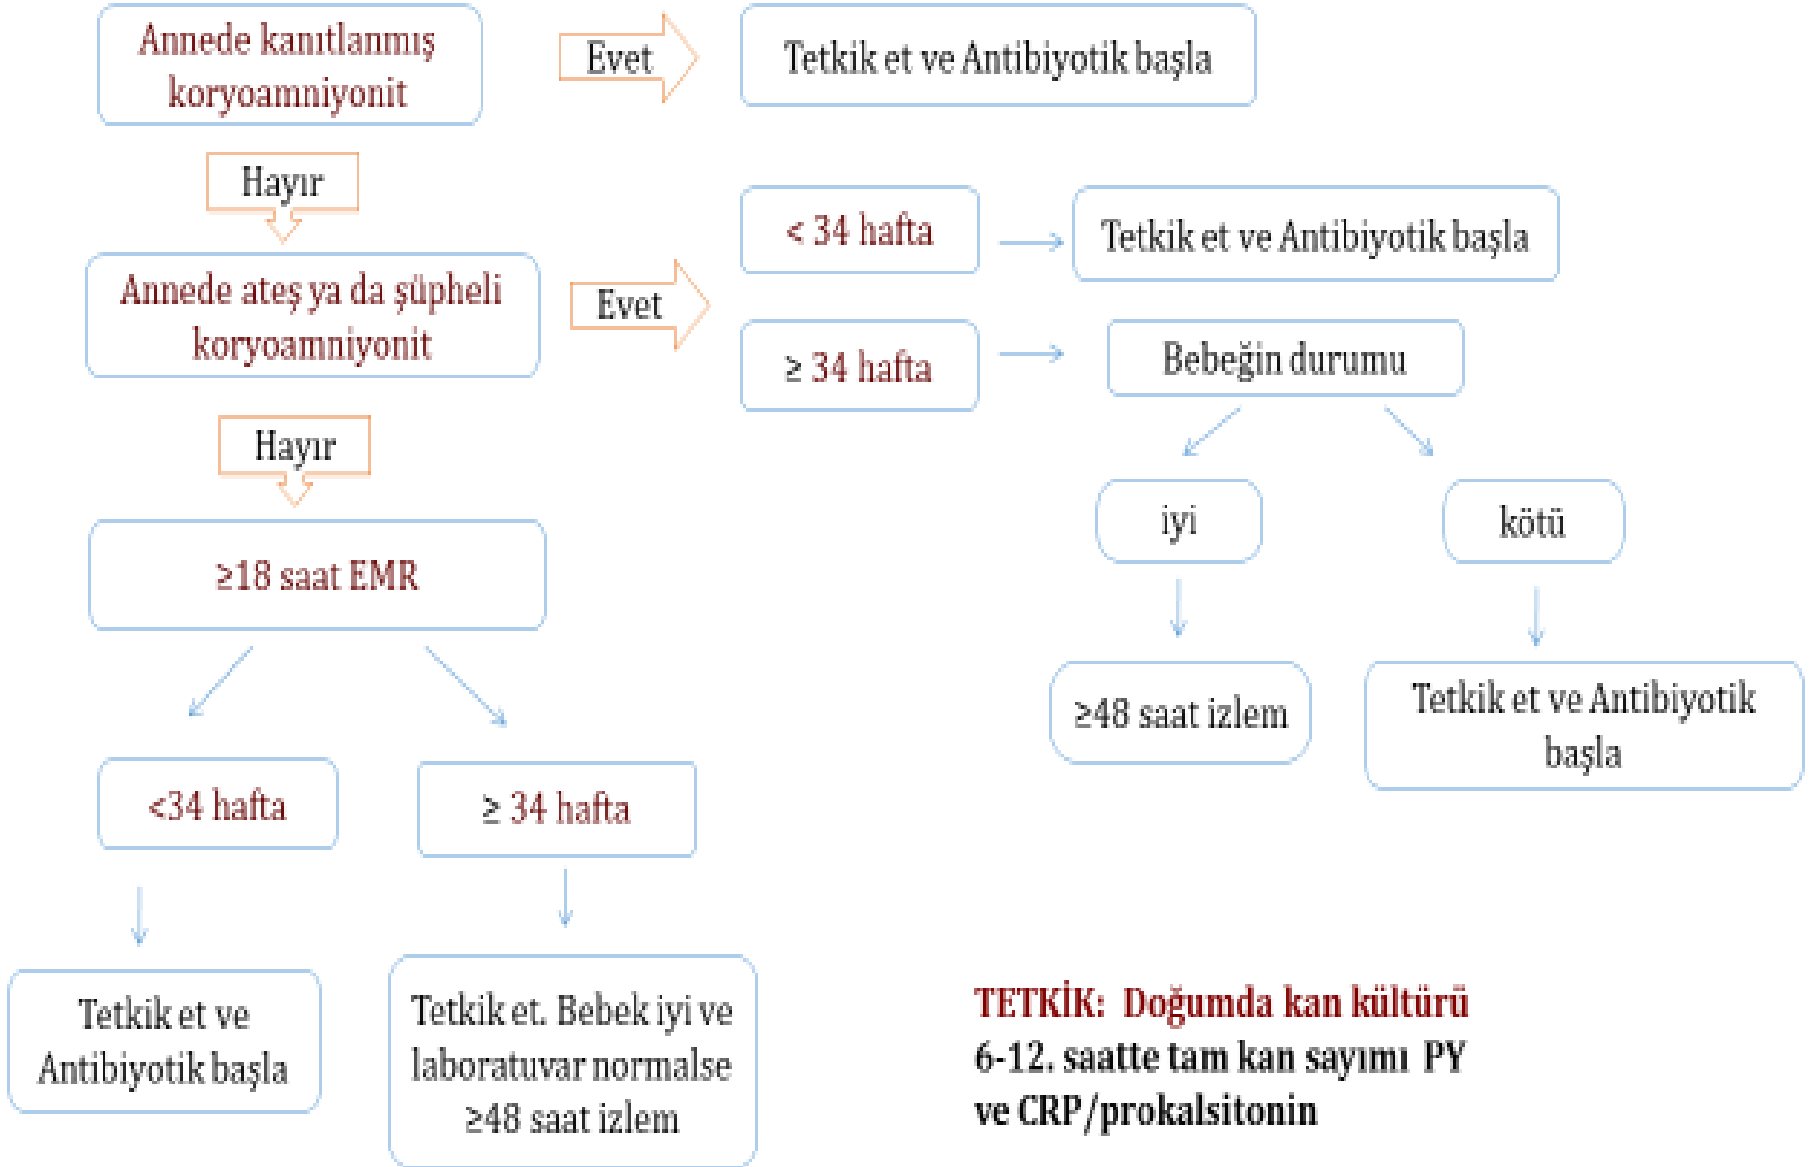 Annede kanıtlanmış
koryoamniyonit
Evet
Tetkik et ve Antibiyotik başla
Hayır
Annede ateş ya da şüpheli
koryoamniyonit
Evet
< 34 hafta
Tetkik et ve Antibiyotik başla
≥ 34 hafta
Bebeğin durumu
iyi
kötü
≥48 saat izlem
Tetkik et ve Antibiyotik
başla
Hayır
≥18 saat EMR
<34 hafta
≥ 34 hafta
Tetkik et ve
Antibiyotik başla
Tetkik et. Bebek iyi ve
laboratuvar normalse
≥48 saat izlem
TETKİK: Doğumda kan kültürü
6-12. saatte tam kan sayımı PY
ve CRP/prokalsitonin